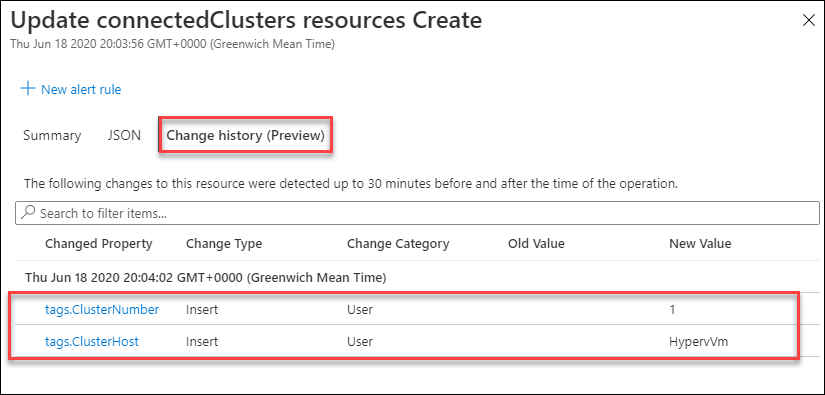 Update connectedClusters resources Create
Thu Jun 18 2020 20:03:56 GMT+0000 (Greenwich Mean Time)
New alert rule
Summary JSON Change history (Preview)
The following changes to this resource were detected up to 30 minutes before and after the time of the operation.
Search to filter items...
Changed Property Change Type Change Category Old Value New Value
Thu Jun 18 2020 20:04:02 GMT+0000 (Greenwich Mean Time)
tags.ClusterNumber Insert User 1
tags.ClusterHost Insert User HypervVm